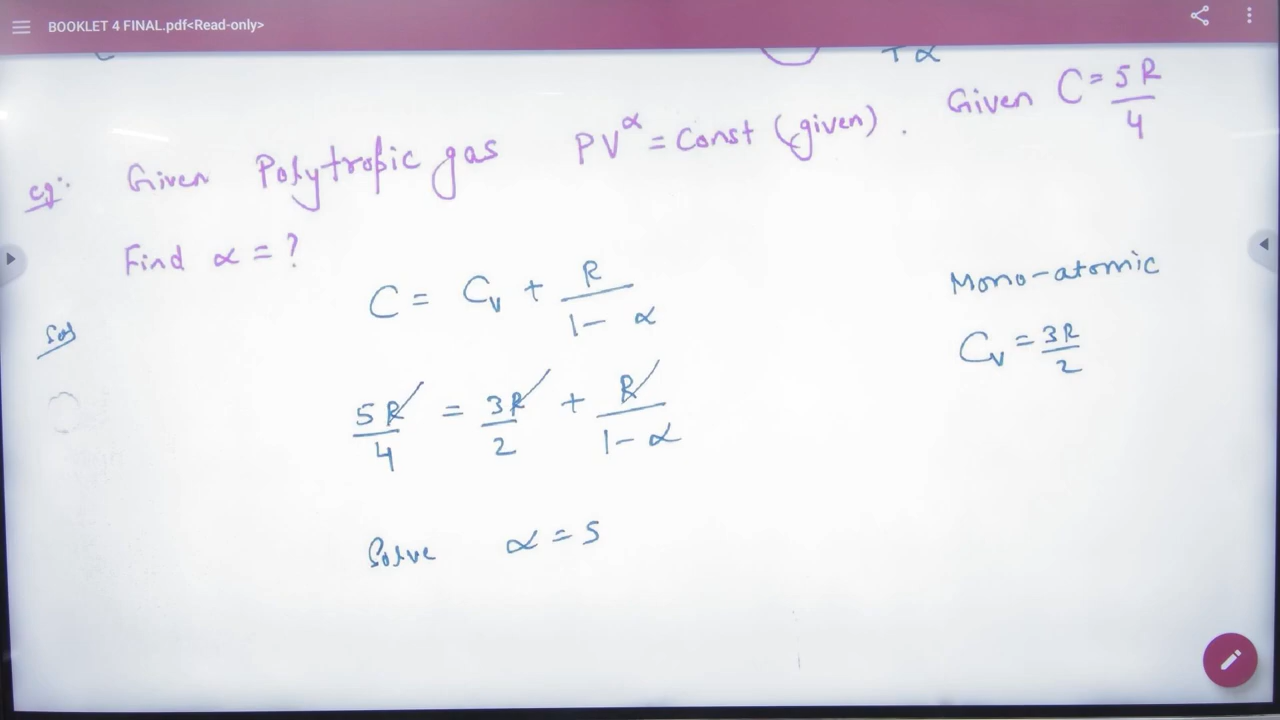 BOOKLET 4 FINAL.pdf<Read-only>
T α
eg:- Given Polytropic gas PV^α = Const (given). Given C = 5R/4
Find α = ?
Sol C = Cv + R/(1 - α)
Mono-atomic
Cv = 3R/2
5R/4 = 3R/2 + R/(1 - α)
Solve α = 5